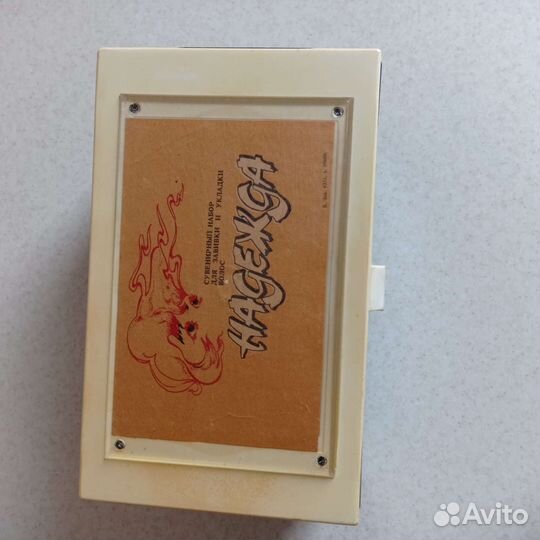 СУВЕНИРНЫЙ НАБОР
ДЛЯ ЗАВИВКИ И УКЛАДКИ
ВОЛОС
НАДЕЖДА
Avito